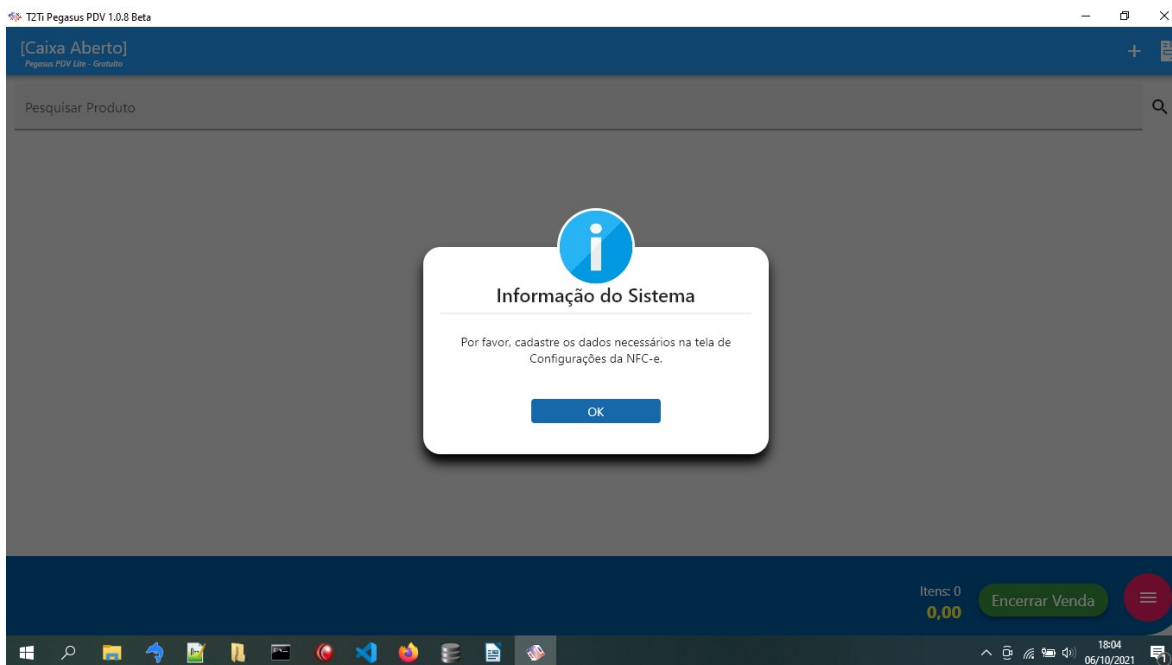 T2Ti Pegasus PDV 1.0.8 Beta
[Caixa Aberto]
Pegasus PDV Lite - Gratuito
Pesquisar Produto
Informação do Sistema
Por favor, cadastre os dados necessários na tela de
Configurações da NFC-e.
OK
Itens: 0
0,00
Encerrar Venda
18:04
06/10/2021